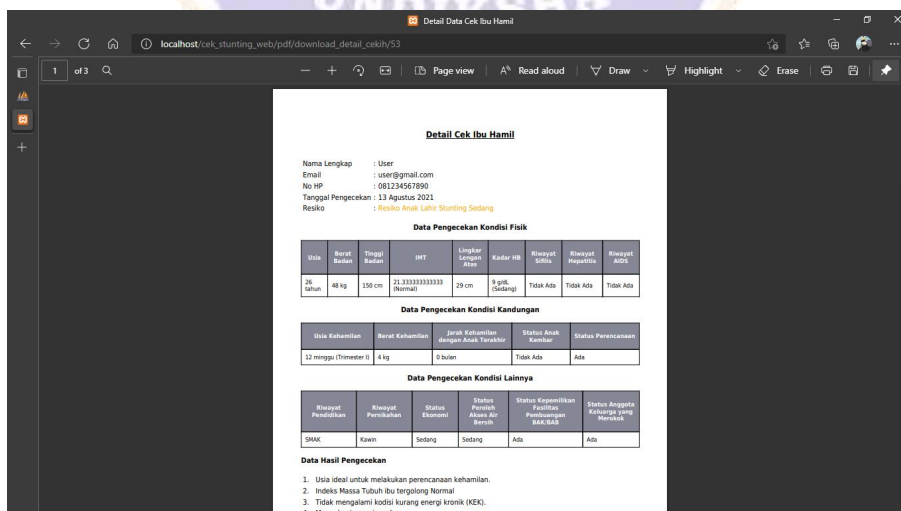 Detail Data Cek Ibu Hamil
localhost/cek_stunting_web/pdf/download_detail_cekih/53
1 of 3 Page view Read aloud Draw Highlight Erase
Detail Cek Ibu Hamil
Nama Lengkap : User
Email : user@gmail.com
No HP : 081234567890
Tanggal Pengecekan : 13 Agustus 2021
Resiko : Resiko Anak Lahir Stunting Sedang
Data Pengecekan Kondisi Fisik
Usia Berat Badan Tinggi Badan IMT Lingkar Lengan Atas Kadar HB Riwayat Sifilis Riwayat Hepatitis Riwayat AIDS
26 tahun 48 kg 150 cm 21.333333333333 (Normal) 29 cm 9 g/dL (Sedang) Tidak Ada Tidak Ada Tidak Ada
Data Pengecekan Kondisi Kandungan
Usia Kehamilan Berat Kehamilan Jarak Kehamilan dengan Anak Terakhir Status Anak Kembar Status Perencanaan
12 minggu (Trimester I) 4 kg 0 bulan Tidak Ada Ada
Data Pengecekan Kondisi Lainnya
Riwayat Pendidikan Riwayat Pernikahan Status Ekonomi Status Peroleh Akses Air Bersih Status Kepemilikan Fasilitas Pembuangan BAK/BAB Status Anggota Keluarga yang Merokok
SMAK Kawin Sedang Sedang Ada Ada
Data Hasil Pengecekan
1. Usia ideal untuk melakukan perencanaan kehamilan.
2. Indeks Massa Tubuh ibu tergolong Normal
3. Tidak mengalami kodisi kurang energi kronik (KEK).